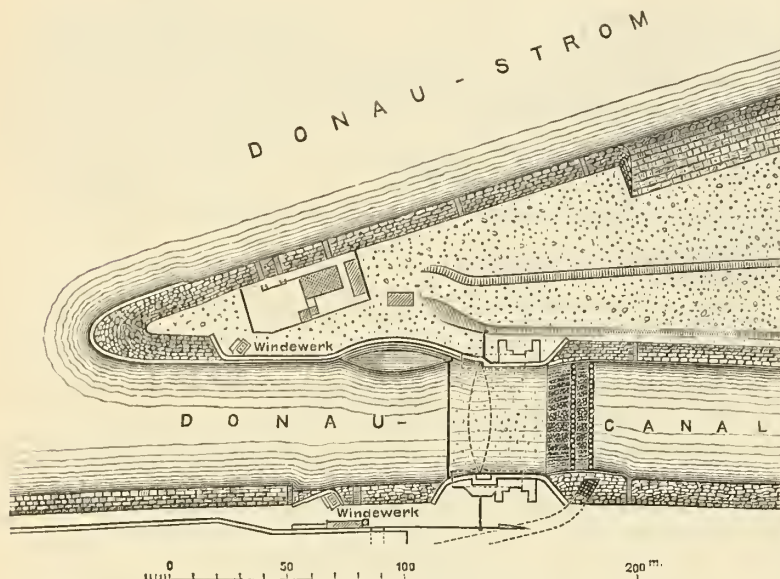 DONAU-STROM
Windewerk
DONAU-CANAL
Windewerk
0 50 100 200 m.